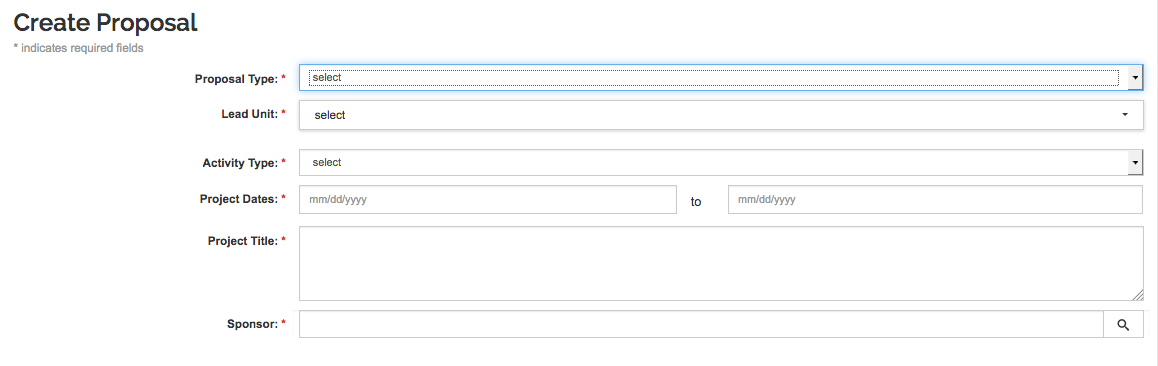 Create Proposal
* indicates required fields
Proposal Type: * select
Lead Unit: * select
Activity Type: * select
Project Dates: * mm/dd/yyyy to mm/dd/yyyy
Project Title: *
Sponsor: *